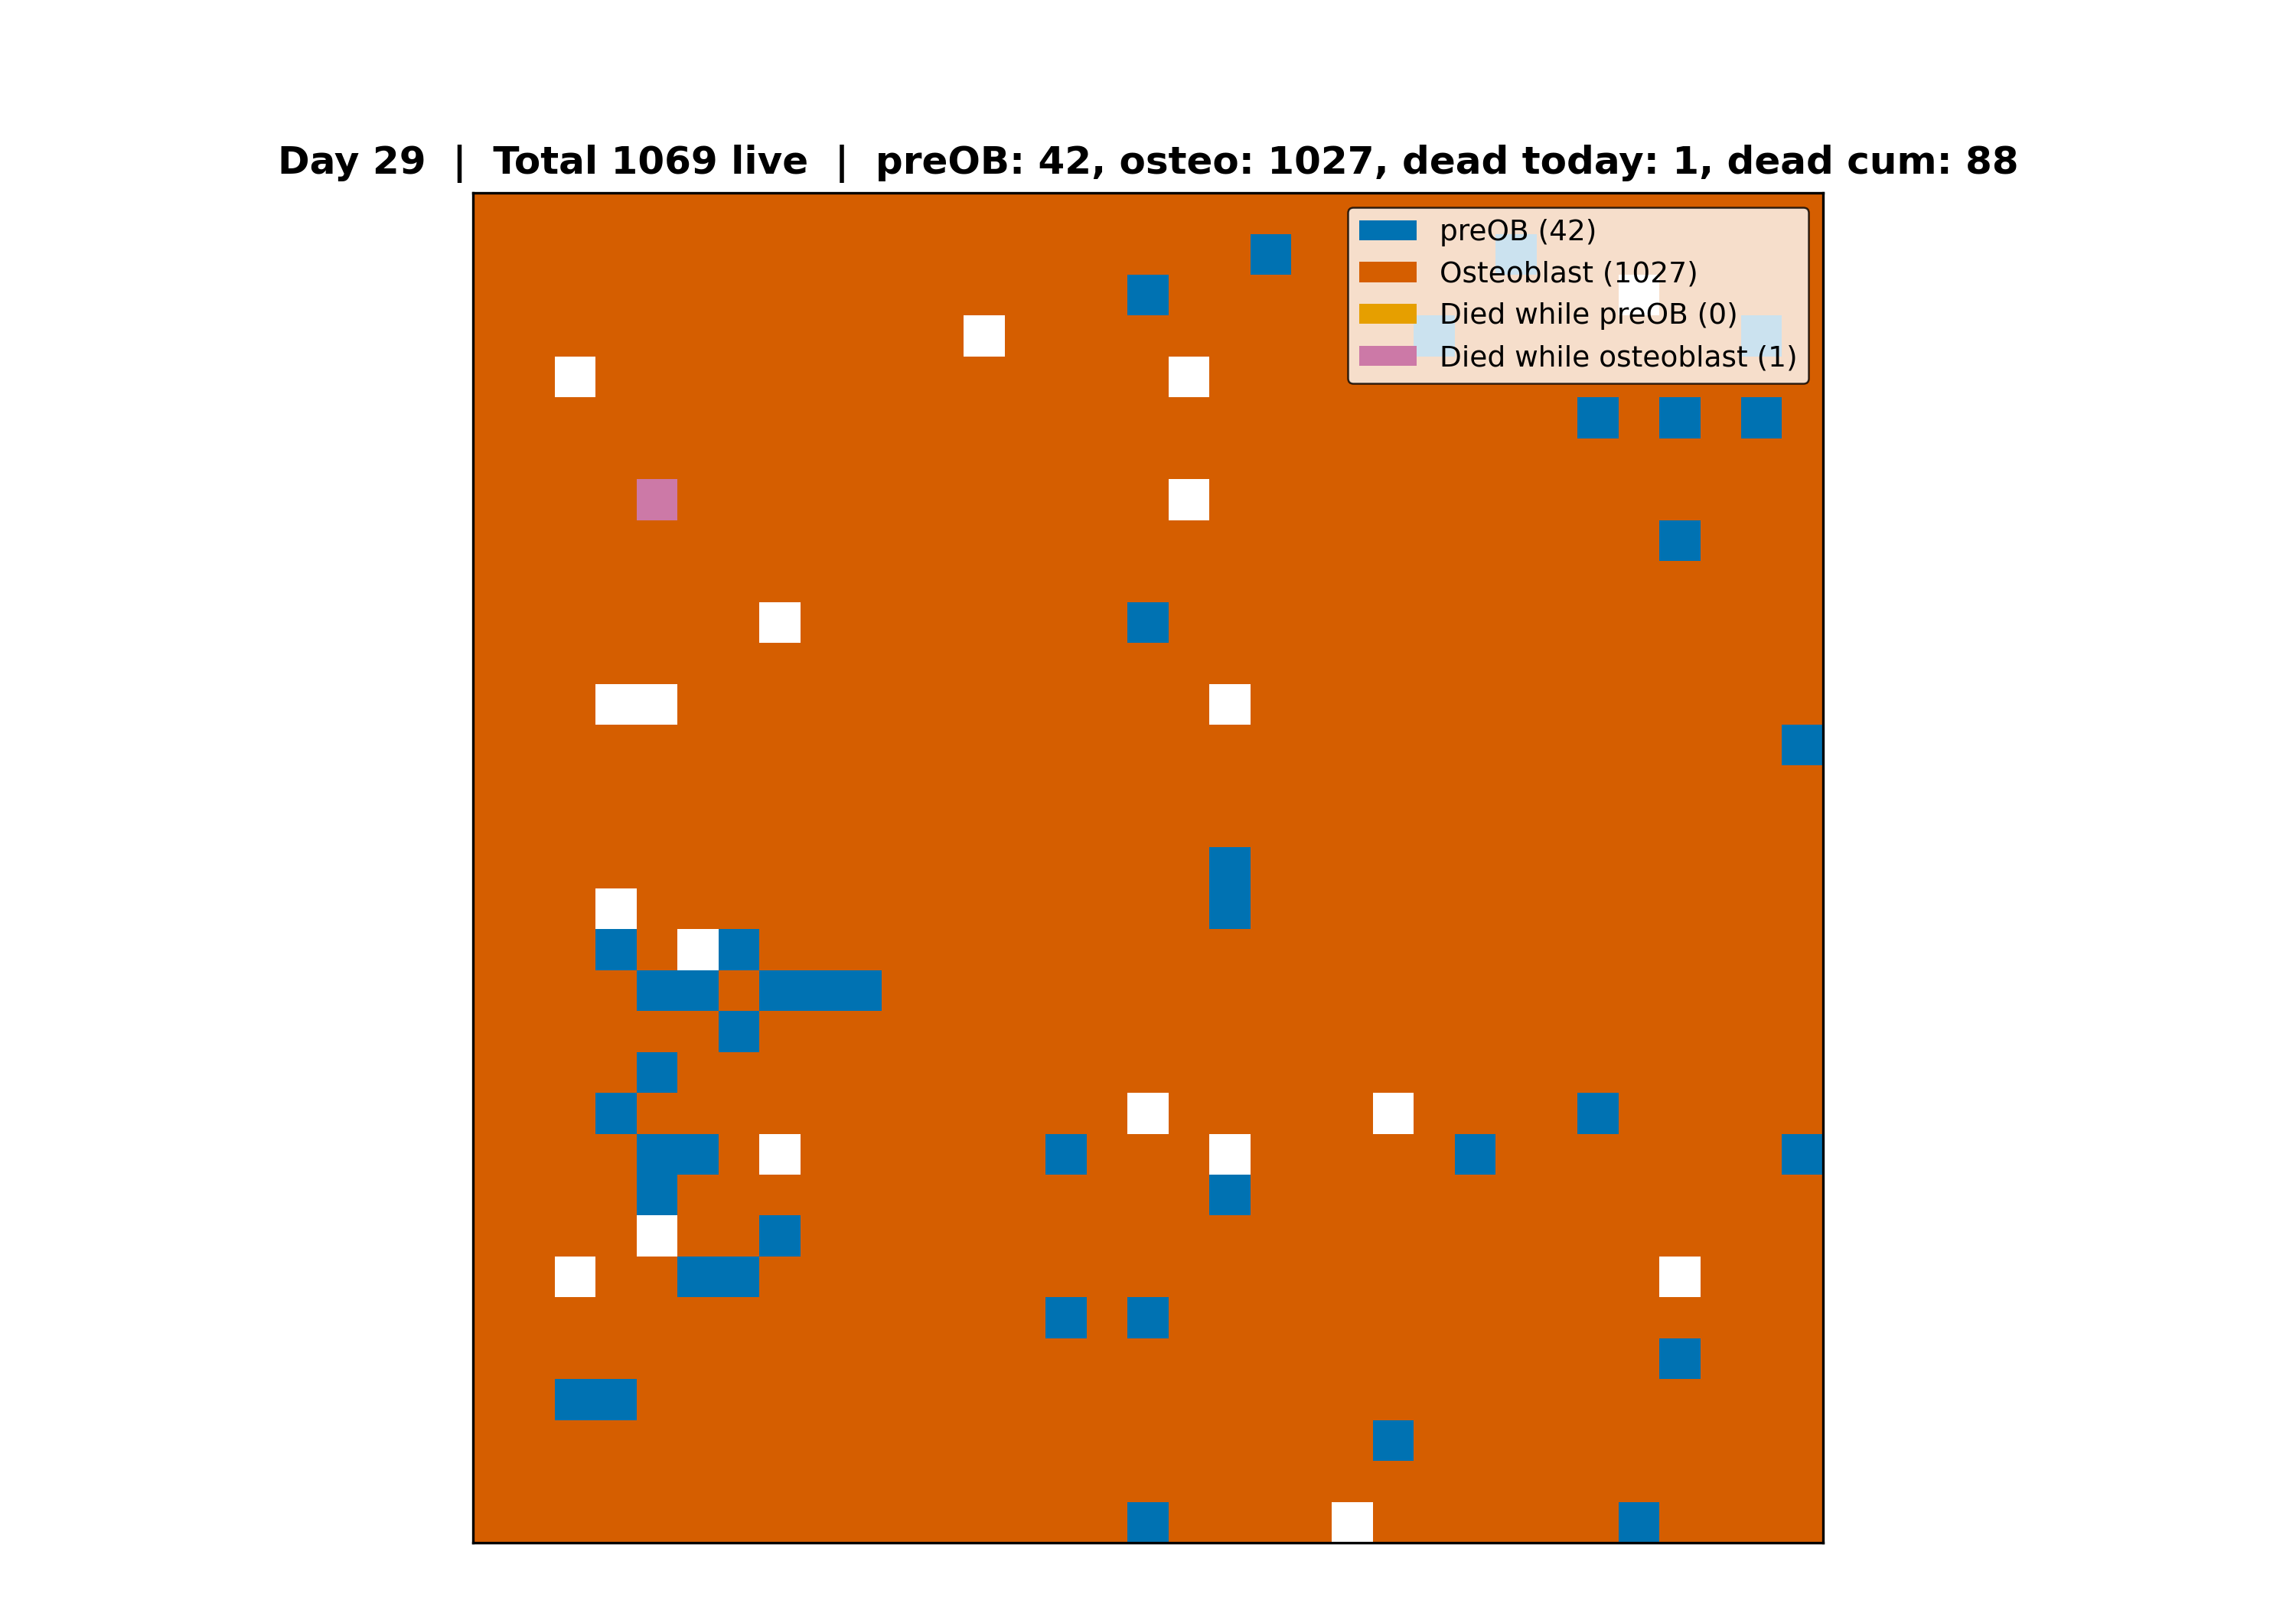 Day 29 | Total 1069 live | preOB: 42, osteo: 1027, dead today: 1, dead cum: 88
preOB (42)
Osteoblast (1027)
Died while preOB (0)
Died while osteoblast (1)